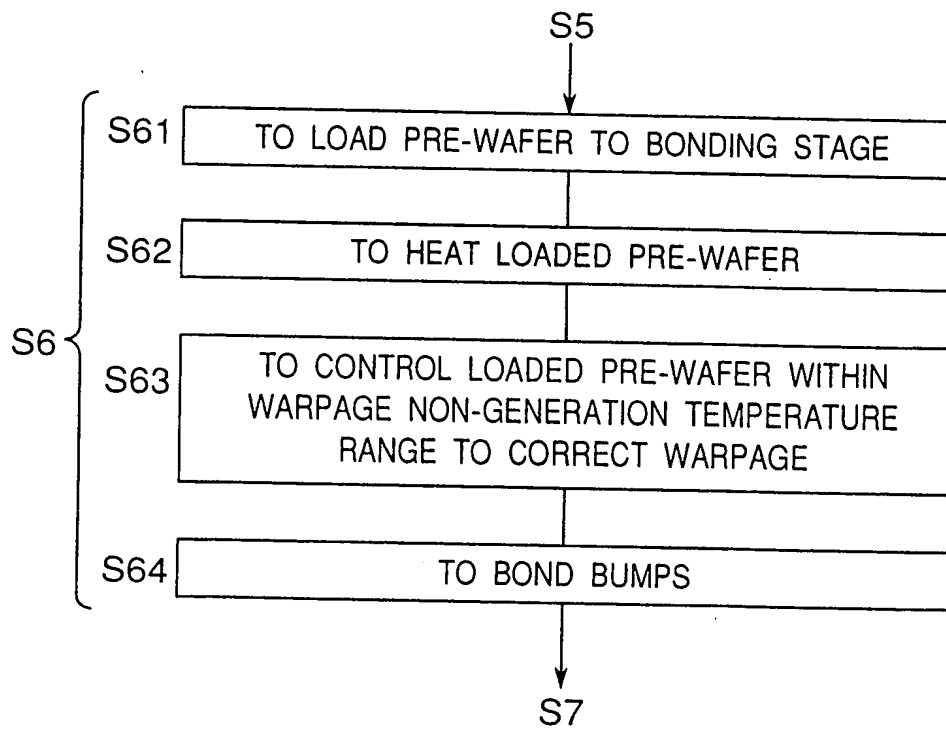 S5
S61
TO LOAD PRE-WAFER TO BONDING STAGE
S62
TO HEAT LOADED PRE-WAFER
S6
S63
TO CONTROL LOADED PRE-WAFER WITHIN
WARPAGE NON-GENERATION TEMPERATURE
RANGE TO CORRECT WARPAGE
S64
TO BOND BUMPS
S7